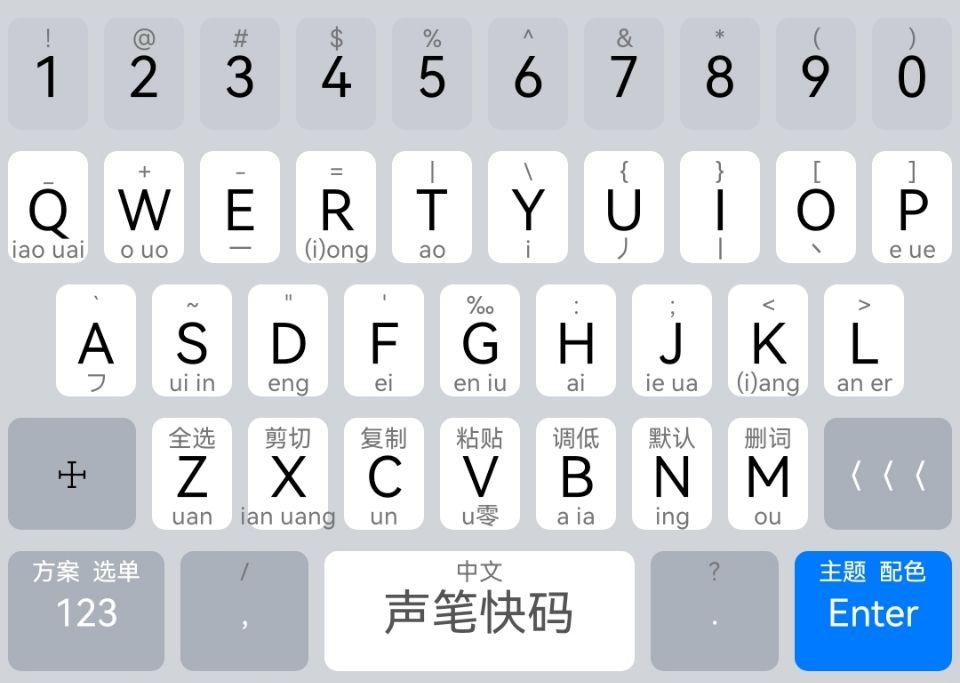 ! @ # $ % ^ & * ( )
1 2 3 4 5 6 7 8 9 0
_ + - = | \ { } [ ]
Q W E R T Y U I O P
iao uai o uo 一 (i)ong ao i 丿 丨 丶 e ue
` ~ " ' ‰ : ; < >
A S D F G H J K L
フ ui in eng ei en iu ai ie ua (i)ang an er
全选 剪切 复制 粘贴 调低 默认 删词
Z X C V B N M 〈〈〈
uan ian uang un u零 a ia ing ou
方案 选单 / 中文 ? 主题 配色
123 , 声笔快码 . Enter